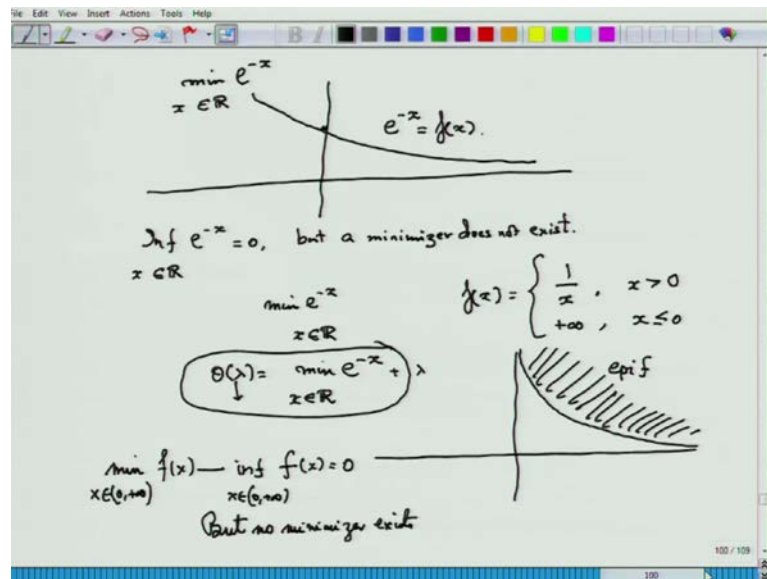 File Edit View Insert Actions Tools Help
B I
min e^{-x}
x ∈ ℝ
e^{-x} = f(x).
Inf e^{-x} = 0, but a minimizer does not exist.
x ∈ ℝ
min e^{-x}
x ∈ ℝ
f(x) = { 1/x , x > 0
+∞ , x ≤ 0
θ(λ) = min e^{-x} + λ
x ∈ ℝ
epi f
min f(x) — inf f(x) = 0
x∈(0,+∞) x∈(0,+∞)
But no minimizer exists
100 / 109
100